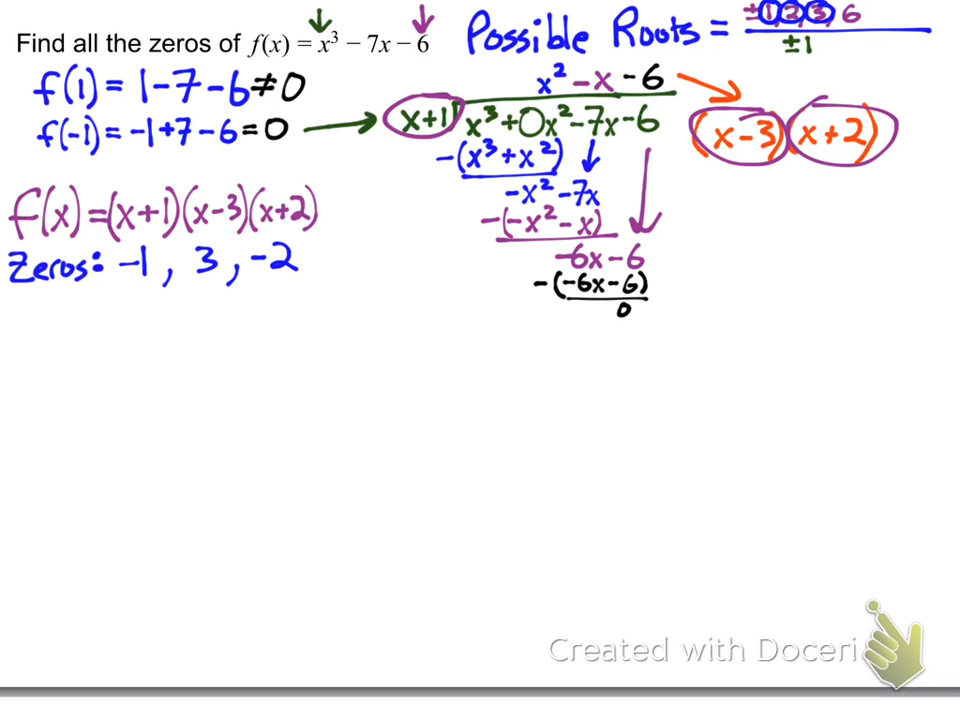 Find all the zeros of f(x) = x³ − 7x − 6
Possible Roots = ±1, 2, 3, 6
±1
f(1) = 1 - 7 - 6 ≠ 0
f(-1) = -1 + 7 - 6 = 0
x² - x - 6
x+1 x³ + 0x² - 7x - 6
(x - 3)(x + 2)
-(x³ + x²)
-x² - 7x
-(-x² - x)
-6x - 6
-(-6x - 6)
0
f(x) = (x+1)(x-3)(x+2)
Zeros: -1, 3, -2
Created with Doceri